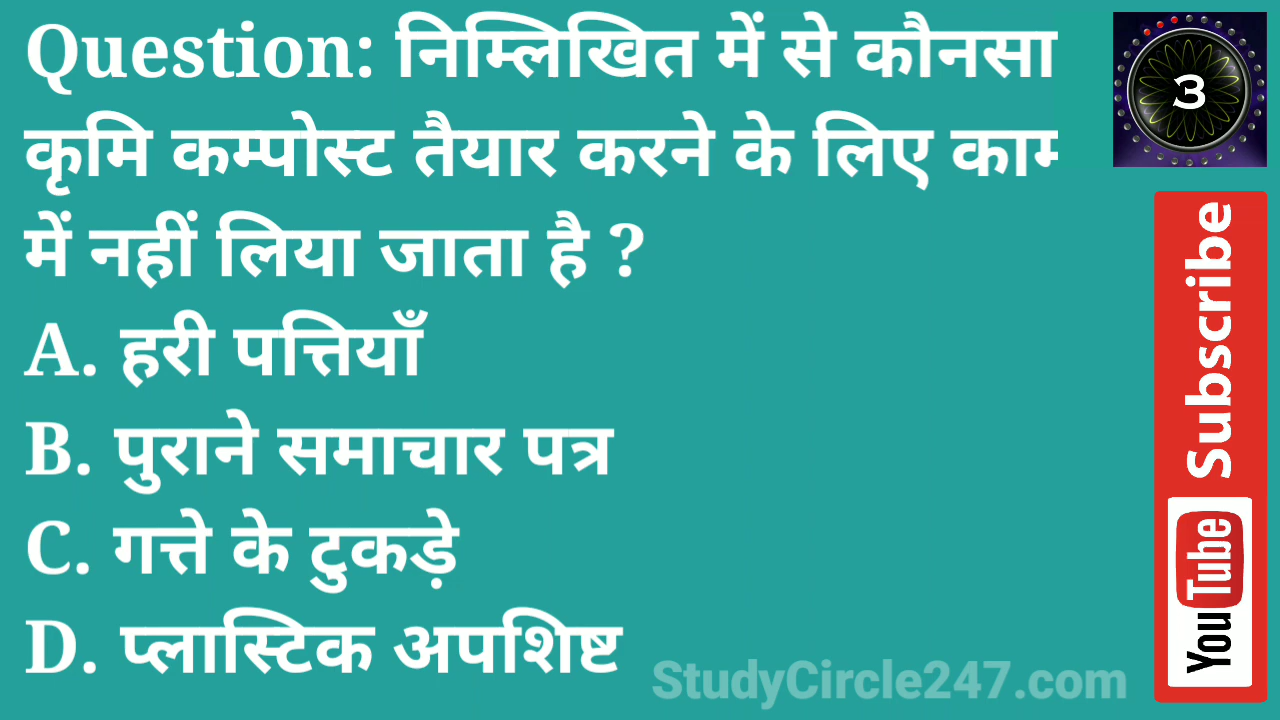 Question: निम्लिखित में से कौनसा
कृमि कम्पोस्ट तैयार करने के लिए काम
में नहीं लिया जाता है ?
A. हरी पत्तियाँ
B. पुराने समाचार पत्र
C. गत्ते के टुकड़े
D. प्लास्टिक अपशिष्ट
StudyCircle247.com
3
Subscribe
YouTube